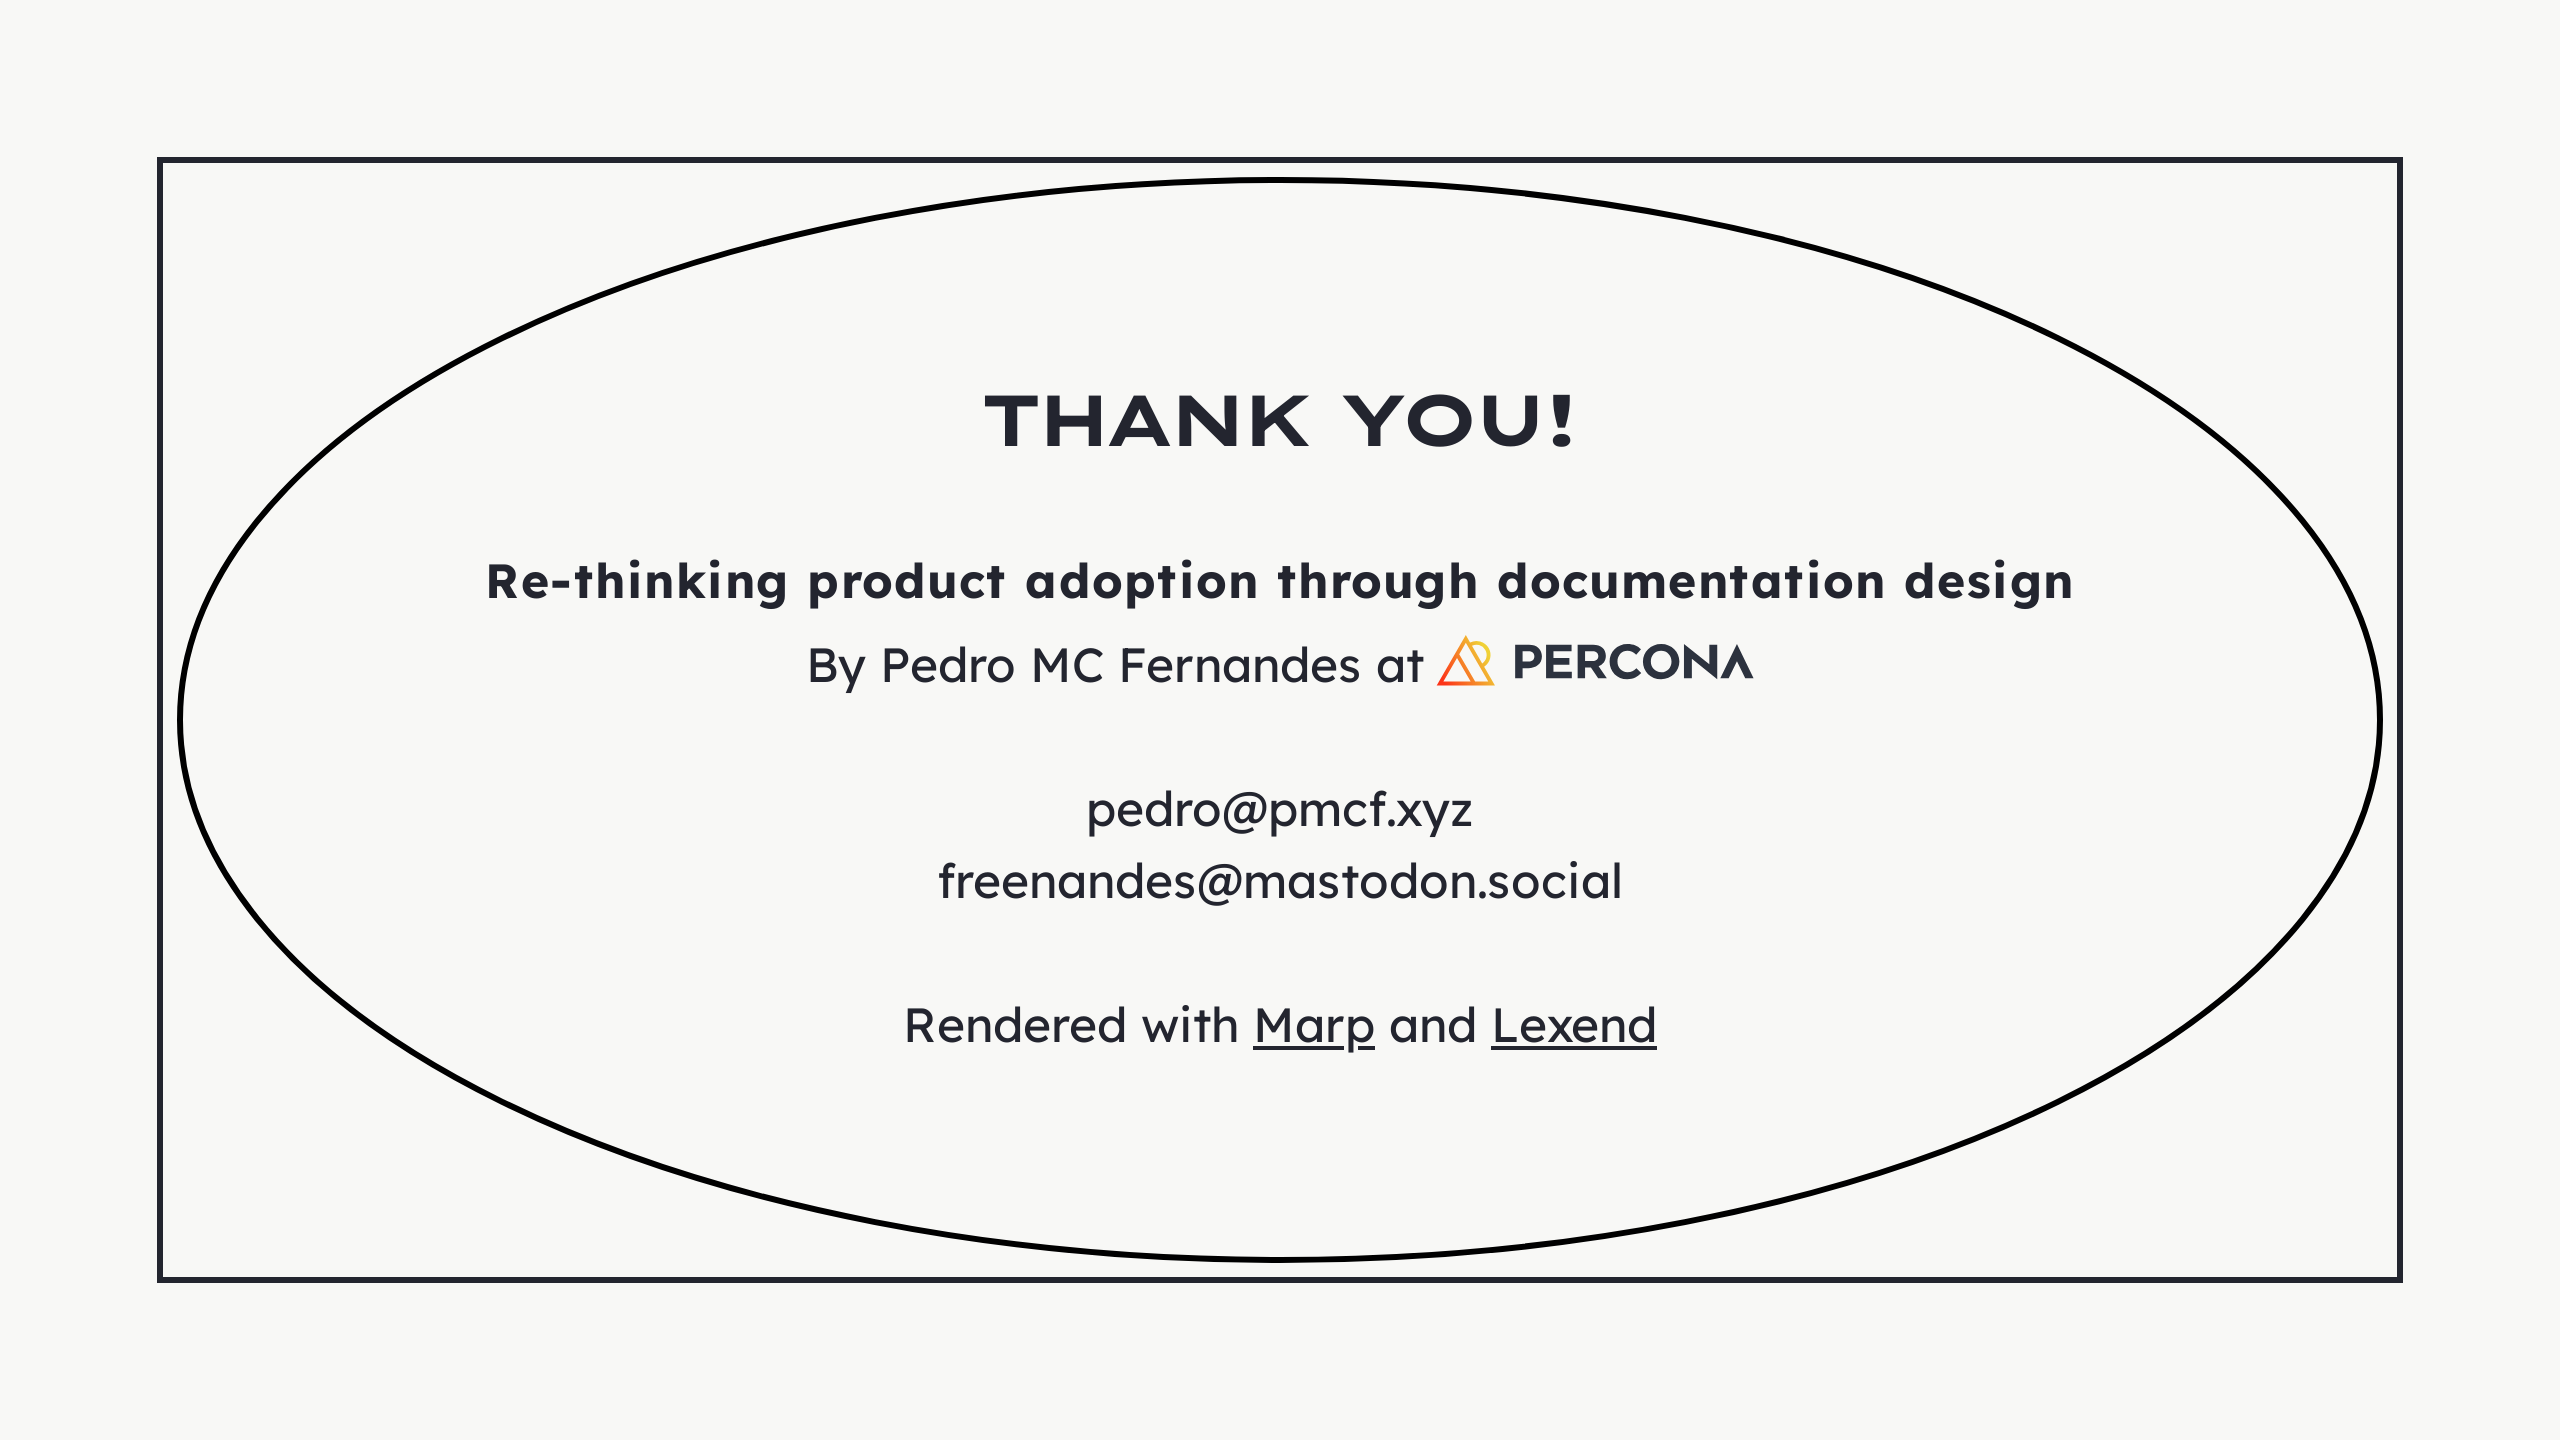 THANK YOU!
Re-thinking product adoption through documentation design
By Pedro MC Fernandes at PERCONA
pedro@pmcf.xyz
freenandes@mastodon.social
Rendered with Marp and Lexend